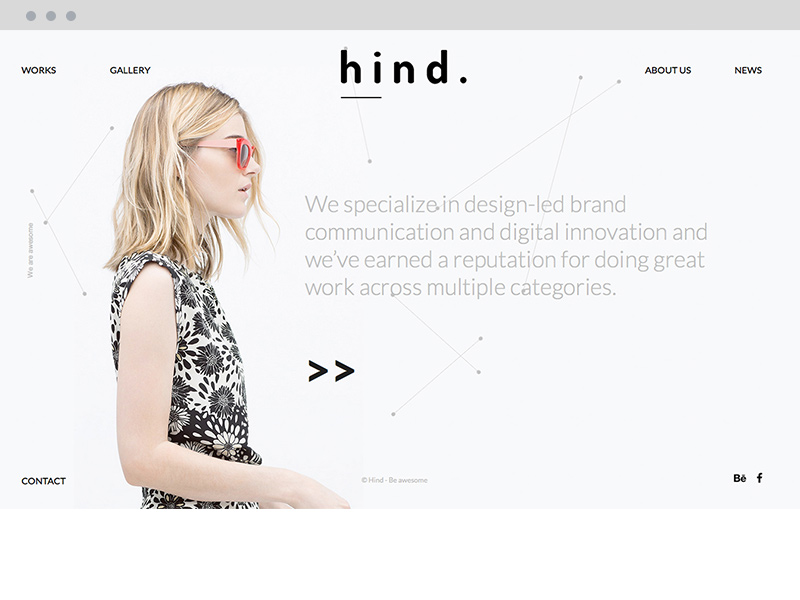 WORKS
GALLERY
hind.
ABOUT US
NEWS
We are awesome
We specialize in design-led brand
communication and digital innovation and
we've earned a reputation for doing great
work across multiple categories.
>>
CONTACT
© Hind - Be awesome
Bē
f